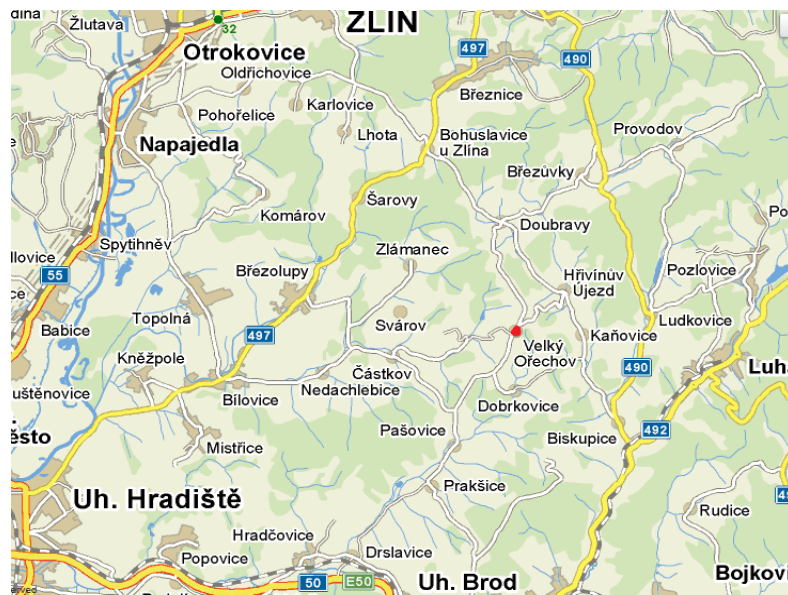 ZLÍN
Žlutava
32
497
490
Otrokovice
Oldřichovice
Březnice
Pohořelice
Karlovice
Provodov
Lhota
Bohuslavice
u Zlína
Napajedla
Březůvky
Šarovy
Komárov
Doubravy
Spytihněv
Zlámanec
Březolupy
Hřivínův
Újezd
Pozlovice
55
Topolná
Svárov
Ludkovice
Babice
497
Kaňovice
Velký
Ořechov
Kněžpole
490
Částkov
Nedachlebice
Bílovice
Dobrkovice
Pašovice
492
Biskupice
Mistřice
Prakšice
Uh. Hradiště
Rudice
Hradčovice
Drslavice
Popovice
50
E50
Uh. Brod